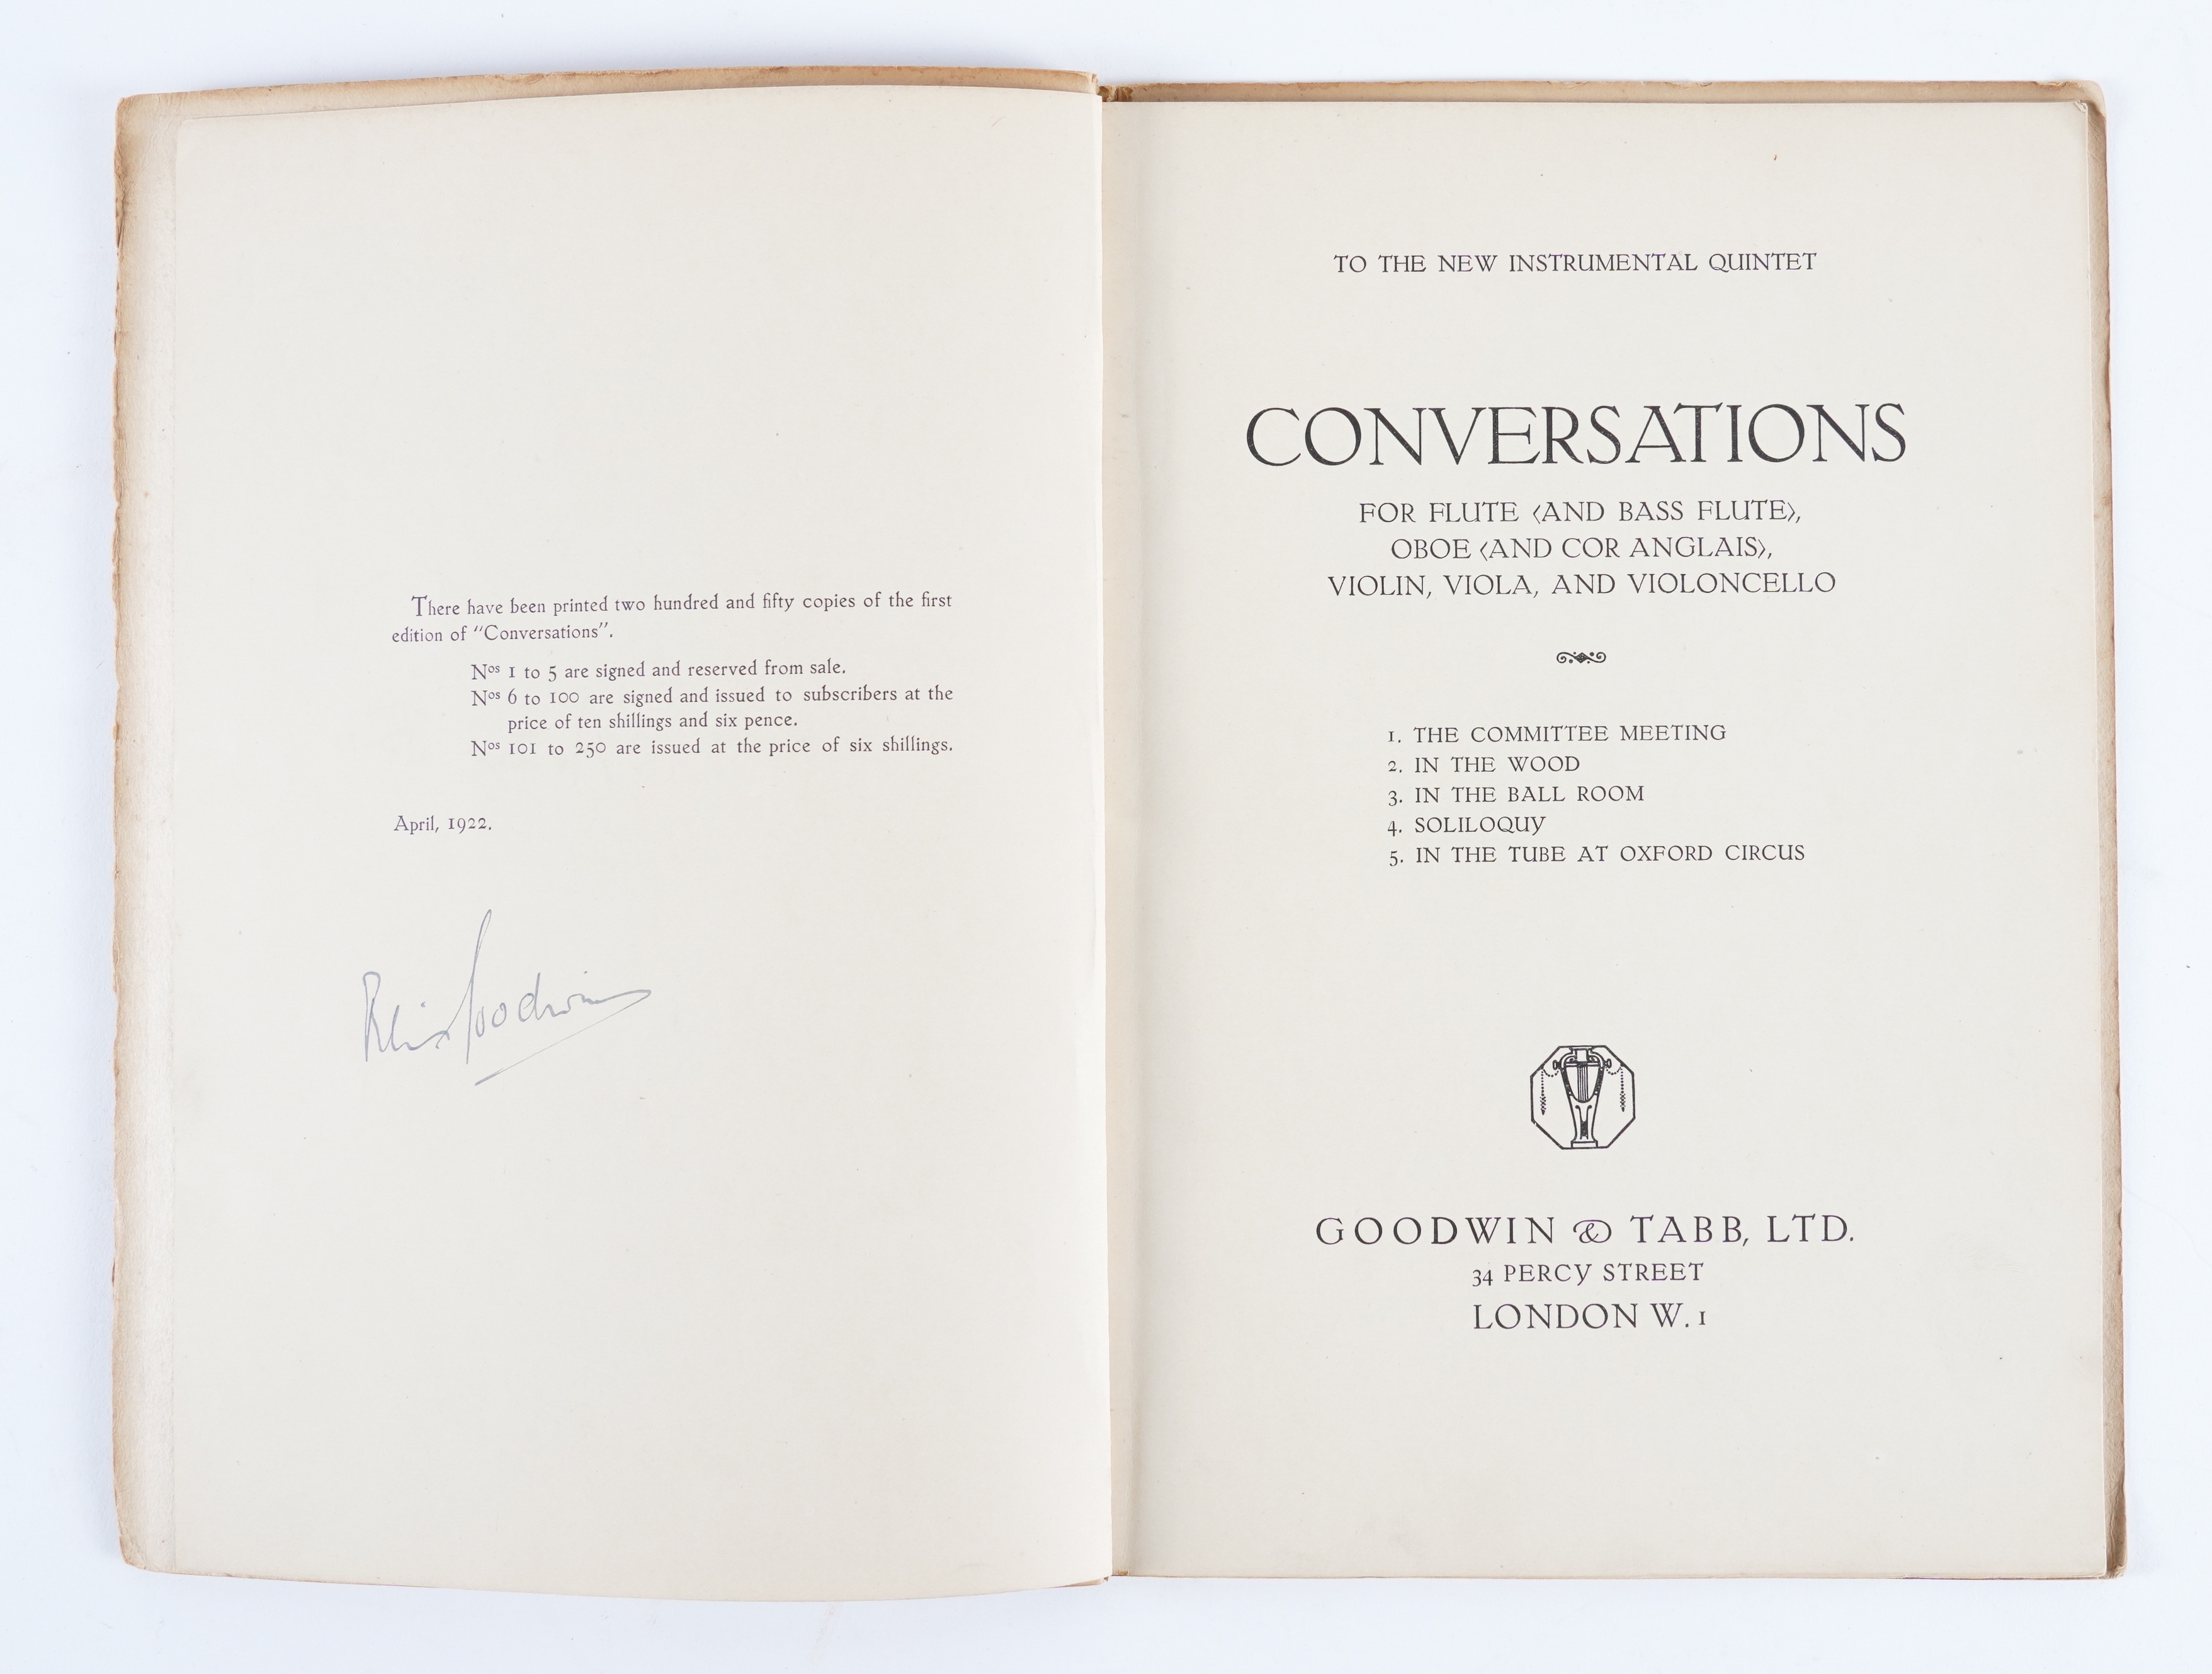 There have been printed two hundred and fifty copies of the first
edition of "Conversations".
Nos 1 to 5 are signed and reserved from sale.
Nos 6 to 100 are signed and issued to subscribers at the
price of ten shillings and six pence.
Nos 101 to 250 are issued at the price of six shillings.
April, 1922.
Goodwin
TO THE NEW INSTRUMENTAL QUINTET
CONVERSATIONS
FOR FLUTE ‹AND BASS FLUTE›,
OBOE ‹AND COR ANGLAIS›,
VIOLIN, VIOLA, AND VIOLONCELLO
1. THE COMMITTEE MEETING
2. IN THE WOOD
3. IN THE BALL ROOM
4. SOLILOQUY
5. IN THE TUBE AT OXFORD CIRCUS
GOODWIN & TABB, LTD.
34 PERCY STREET
LONDON W. 1